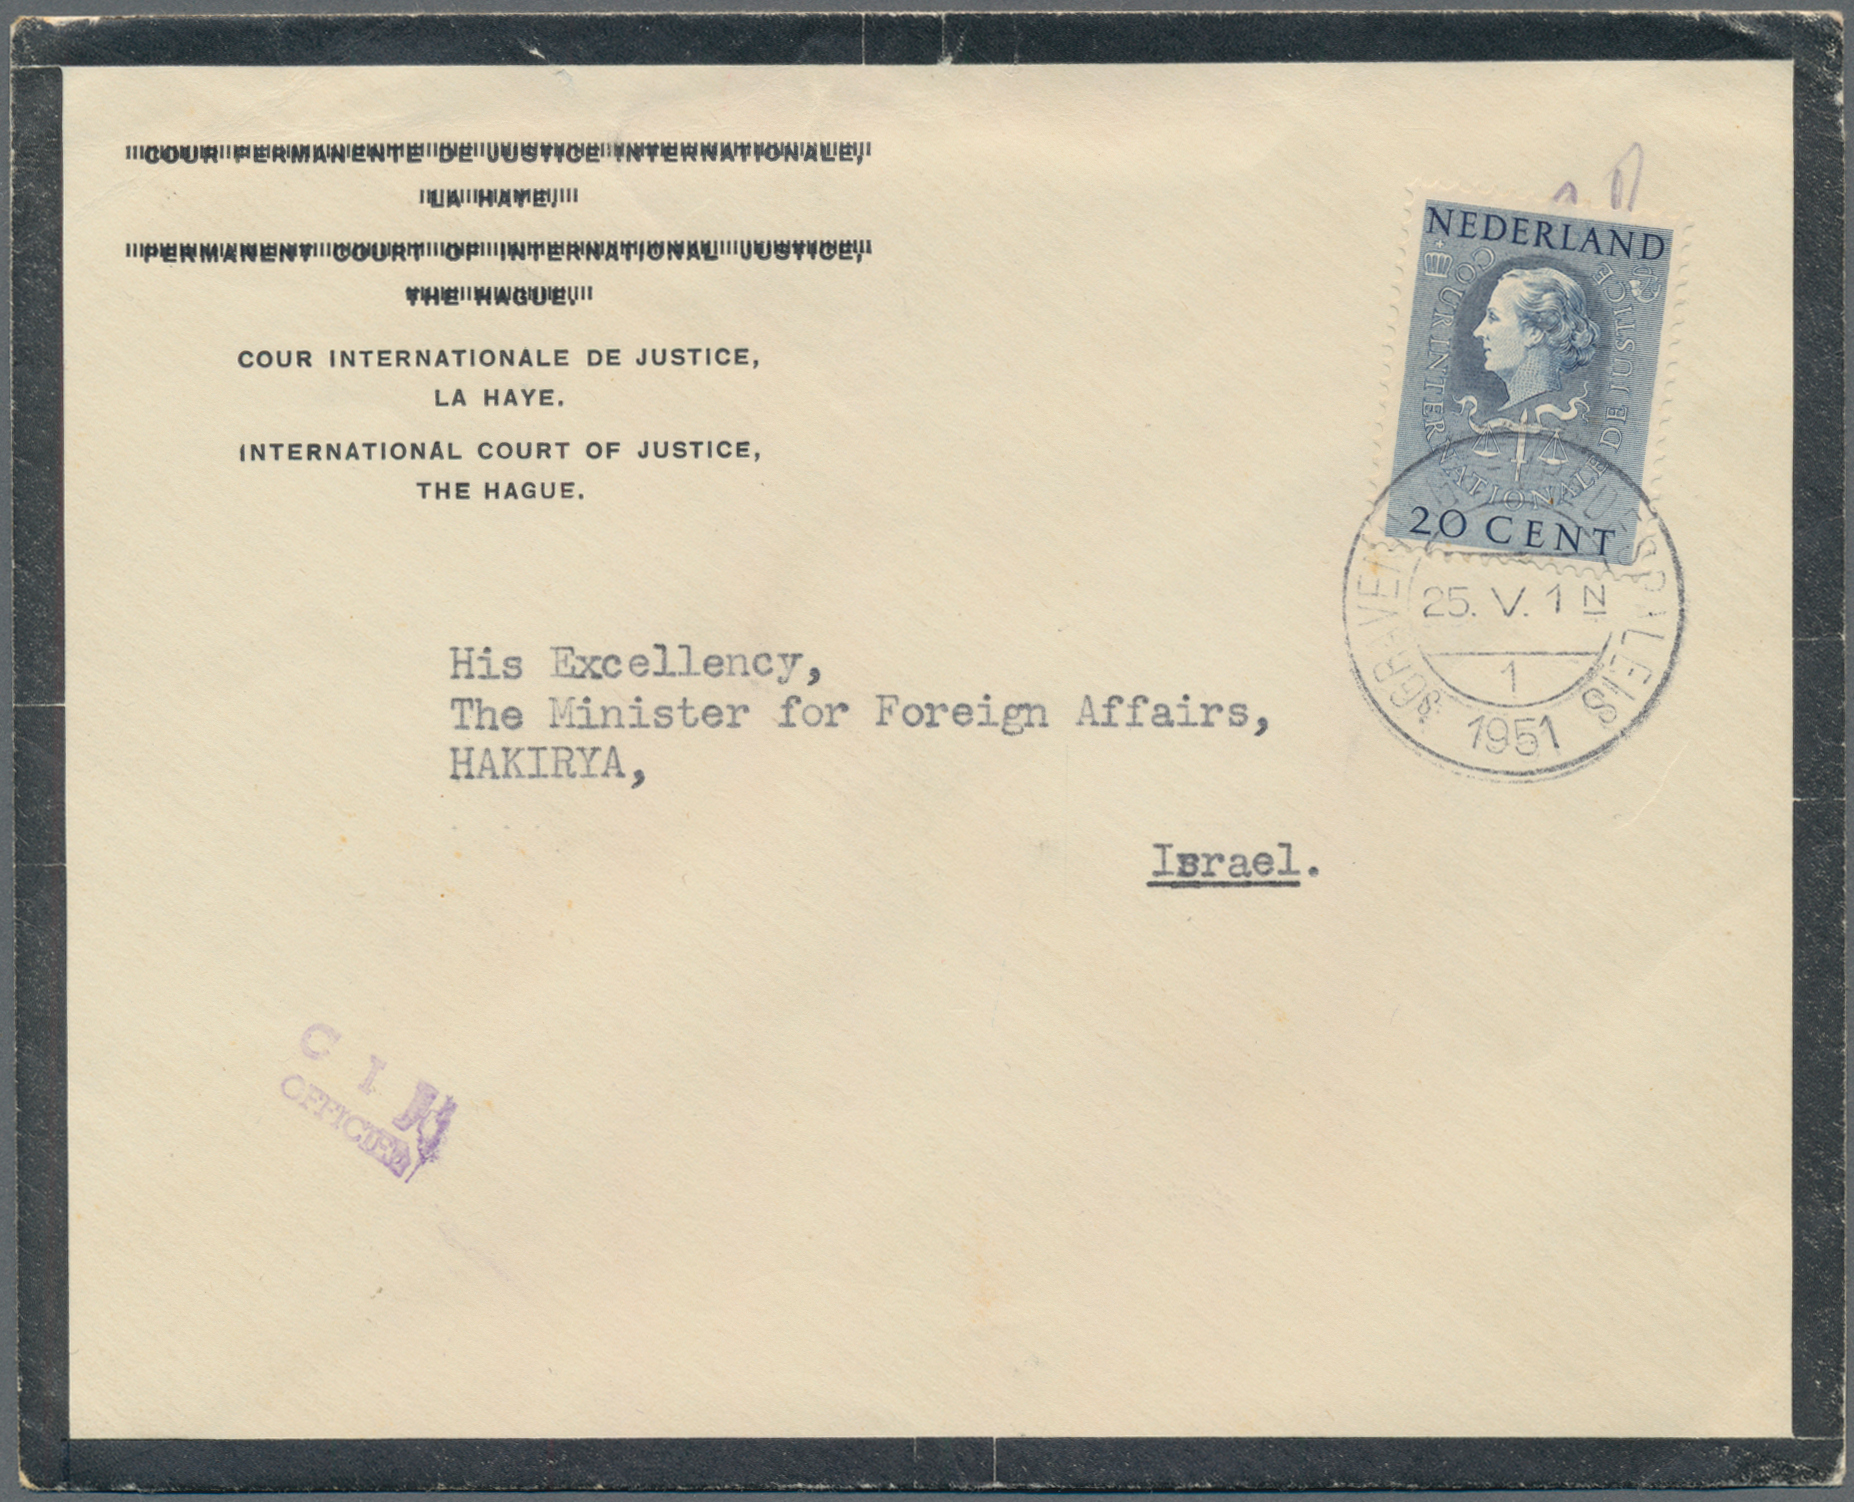 COUR PERMANENTE DE JUSTICE INTERNATIONALE,
LA HAYE.
PERMANENT COURT OF INTERNATIONAL JUSTICE,
THE HAGUE.
COUR INTERNATIONALE DE JUSTICE,
LA HAYE.
INTERNATIONAL COURT OF JUSTICE,
THE HAGUE.
NEDERLAND
COUR INTERNATIONALE DE JUSTICE
20 CENT
25. V. 1 N
1
1951
His Excellency,
The Minister for Foreign Affairs,
HAKIRYA,
Israel.
C I
OFFICIEL